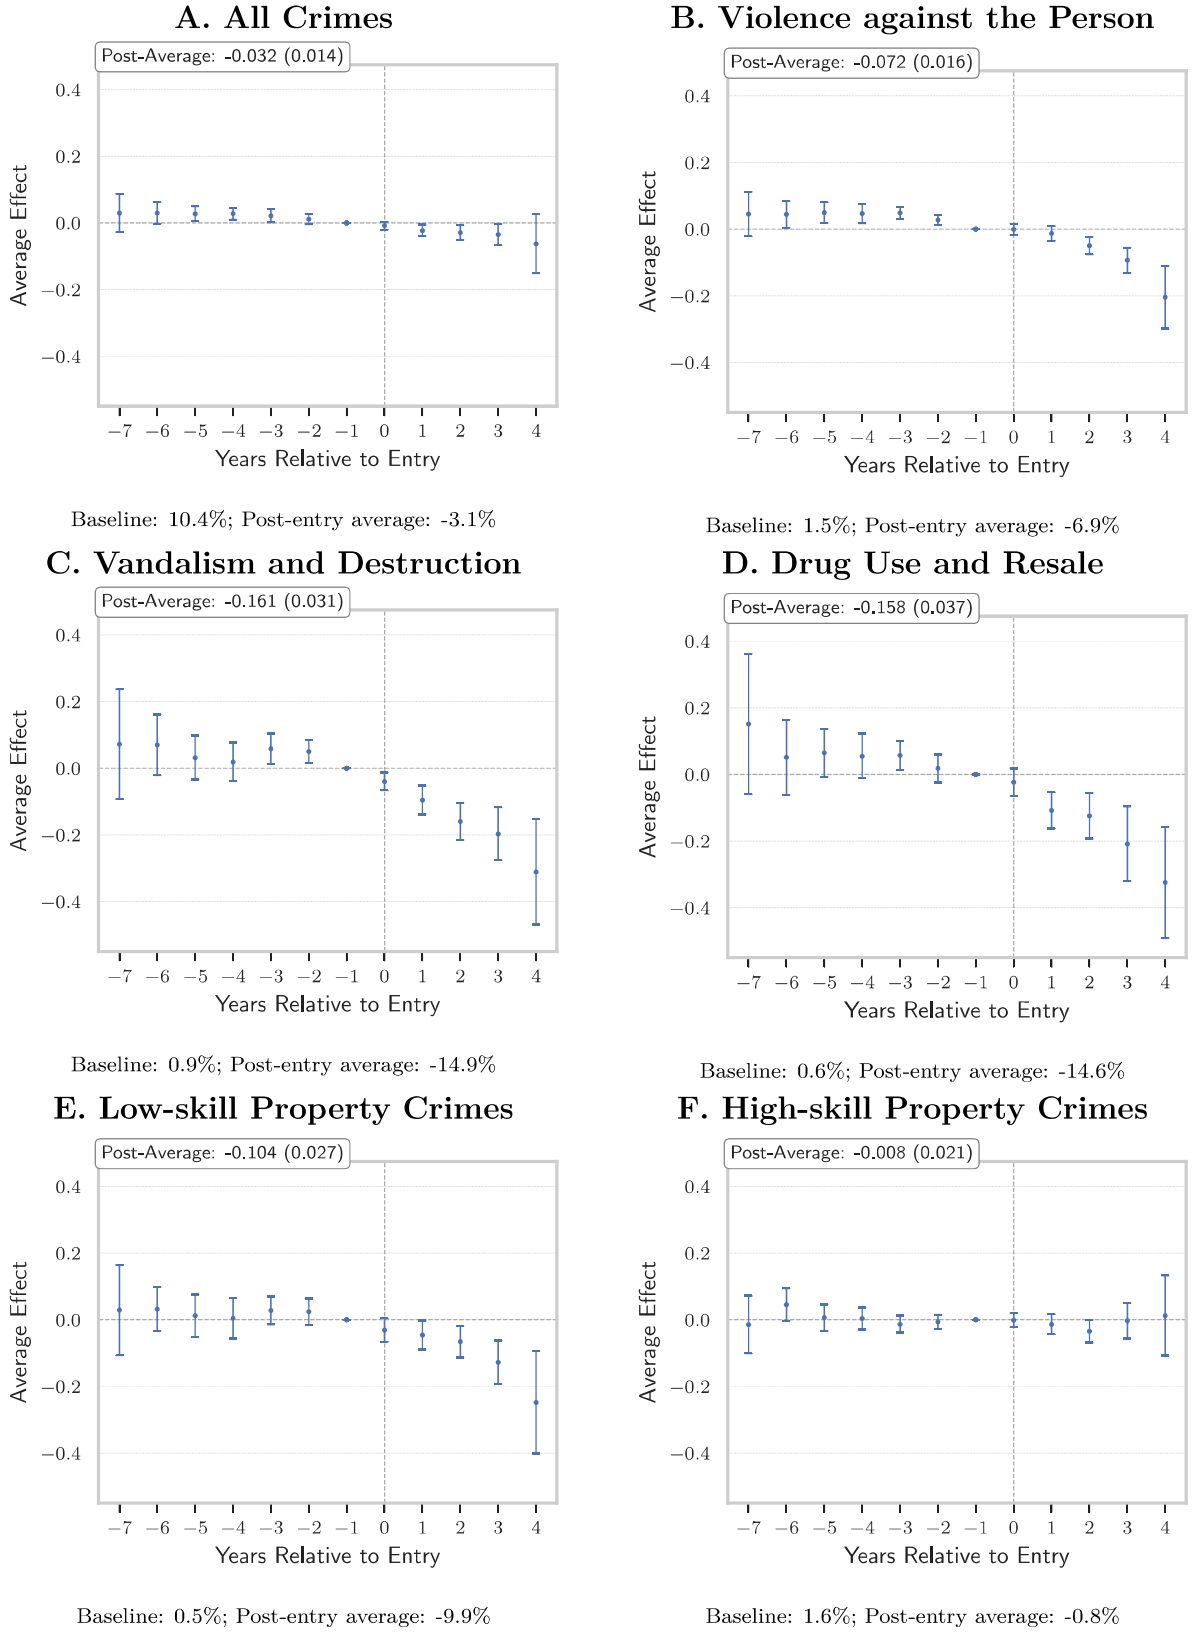 A. All Crimes
Post-Average: -0.032 (0.014)
0.4
0.2
0.0
−0.2
−0.4
Average Effect
−7 −6 −5 −4 −3 −2 −1 0 1 2 3 4
Years Relative to Entry
Baseline: 10.4%; Post-entry average: -3.1%
B. Violence against the Person
Post-Average: -0.072 (0.016)
0.4
0.2
0.0
−0.2
−0.4
Average Effect
−7 −6 −5 −4 −3 −2 −1 0 1 2 3 4
Years Relative to Entry
Baseline: 1.5%; Post-entry average: -6.9%
C. Vandalism and Destruction
Post-Average: -0.161 (0.031)
0.4
0.2
0.0
−0.2
−0.4
Average Effect
−7 −6 −5 −4 −3 −2 −1 0 1 2 3 4
Years Relative to Entry
Baseline: 0.9%; Post-entry average: -14.9%
D. Drug Use and Resale
Post-Average: -0.158 (0.037)
0.4
0.2
0.0
−0.2
−0.4
Average Effect
−7 −6 −5 −4 −3 −2 −1 0 1 2 3 4
Years Relative to Entry
Baseline: 0.6%; Post-entry average: -14.6%
E. Low-skill Property Crimes
Post-Average: -0.104 (0.027)
0.4
0.2
0.0
−0.2
−0.4
Average Effect
−7 −6 −5 −4 −3 −2 −1 0 1 2 3 4
Years Relative to Entry
Baseline: 0.5%; Post-entry average: -9.9%
F. High-skill Property Crimes
Post-Average: -0.008 (0.021)
0.4
0.2
0.0
−0.2
−0.4
Average Effect
−7 −6 −5 −4 −3 −2 −1 0 1 2 3 4
Years Relative to Entry
Baseline: 1.6%; Post-entry average: -0.8%